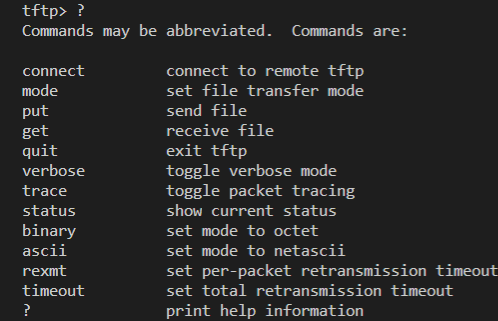 tftp> ?
Commands may be abbreviated.  Commands are:

connect         connect to remote tftp
mode            set file transfer mode
put             send file
get             receive file
quit            exit tftp
verbose         toggle verbose mode
trace           toggle packet tracing
status          show current status
binary          set mode to octet
ascii           set mode to netascii
rexmt           set per-packet retransmission timeout
timeout         set total retransmission timeout
?               print help information